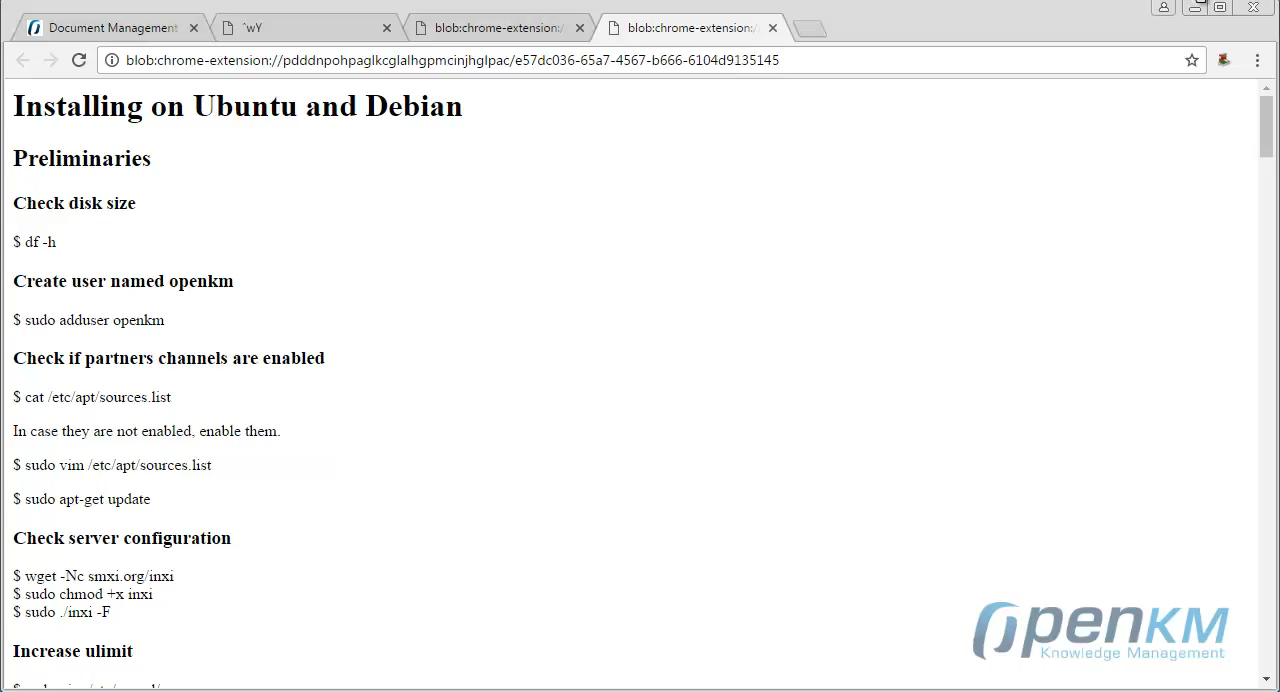 Document Management
ˆwY
blob:chrome-extension:/
blob:chrome-extension:/
blob:chrome-extension://pdddnpohpaglkcglalhgpmcinjhglpac/e57dc036-65a7-4567-b666-6104d9135145
Installing on Ubuntu and Debian
Preliminaries
Check disk size
$ df -h
Create user named openkm
$ sudo adduser openkm
Check if partners channels are enabled
$ cat /etc/apt/sources.list
In case they are not enabled, enable them.
$ sudo vim /etc/apt/sources.list
$ sudo apt-get update
Check server configuration
$ wget -Nc smxi.org/inxi
$ sudo chmod +x inxi
$ sudo ./inxi -F
Increase ulimit
OpenKM
Knowledge Management